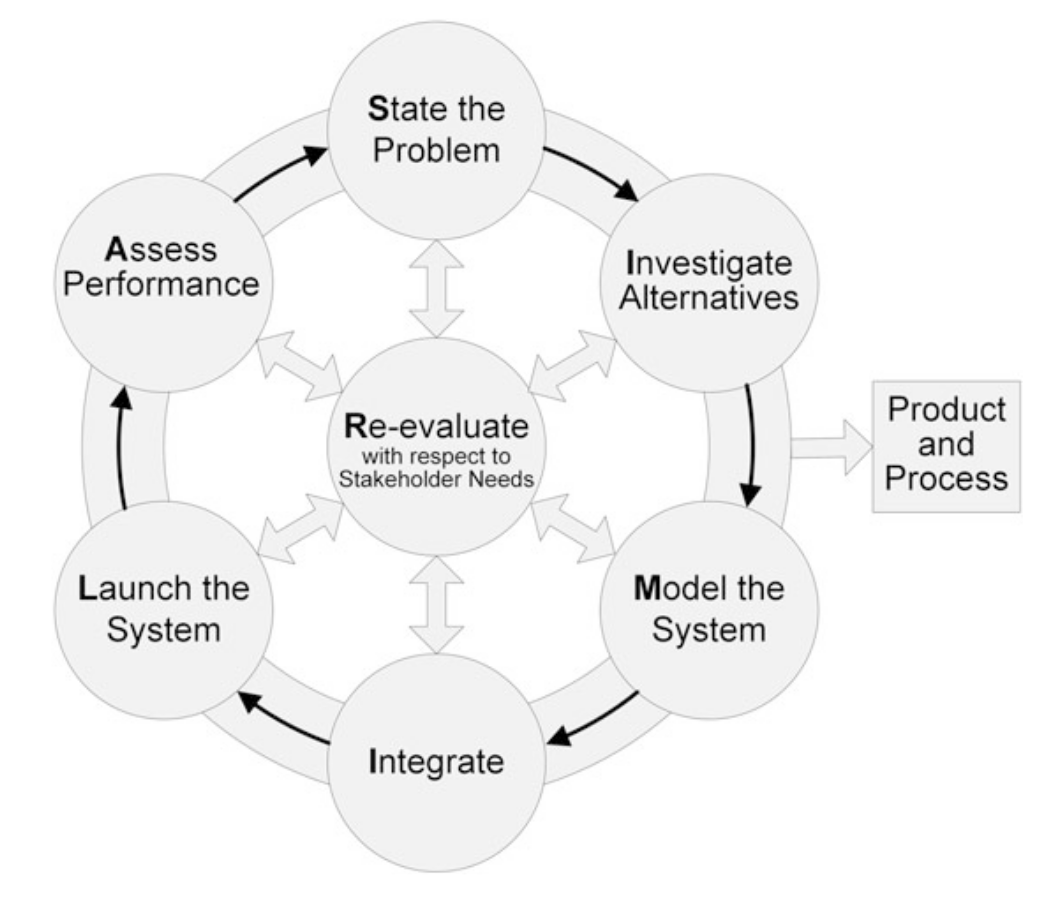 State the
Problem
Investigate
Alternatives
Model the
System
Integrate
Launch the
System
Assess
Performance
Re-evaluate
with respect to
Stakeholder Needs
Product
and
Process